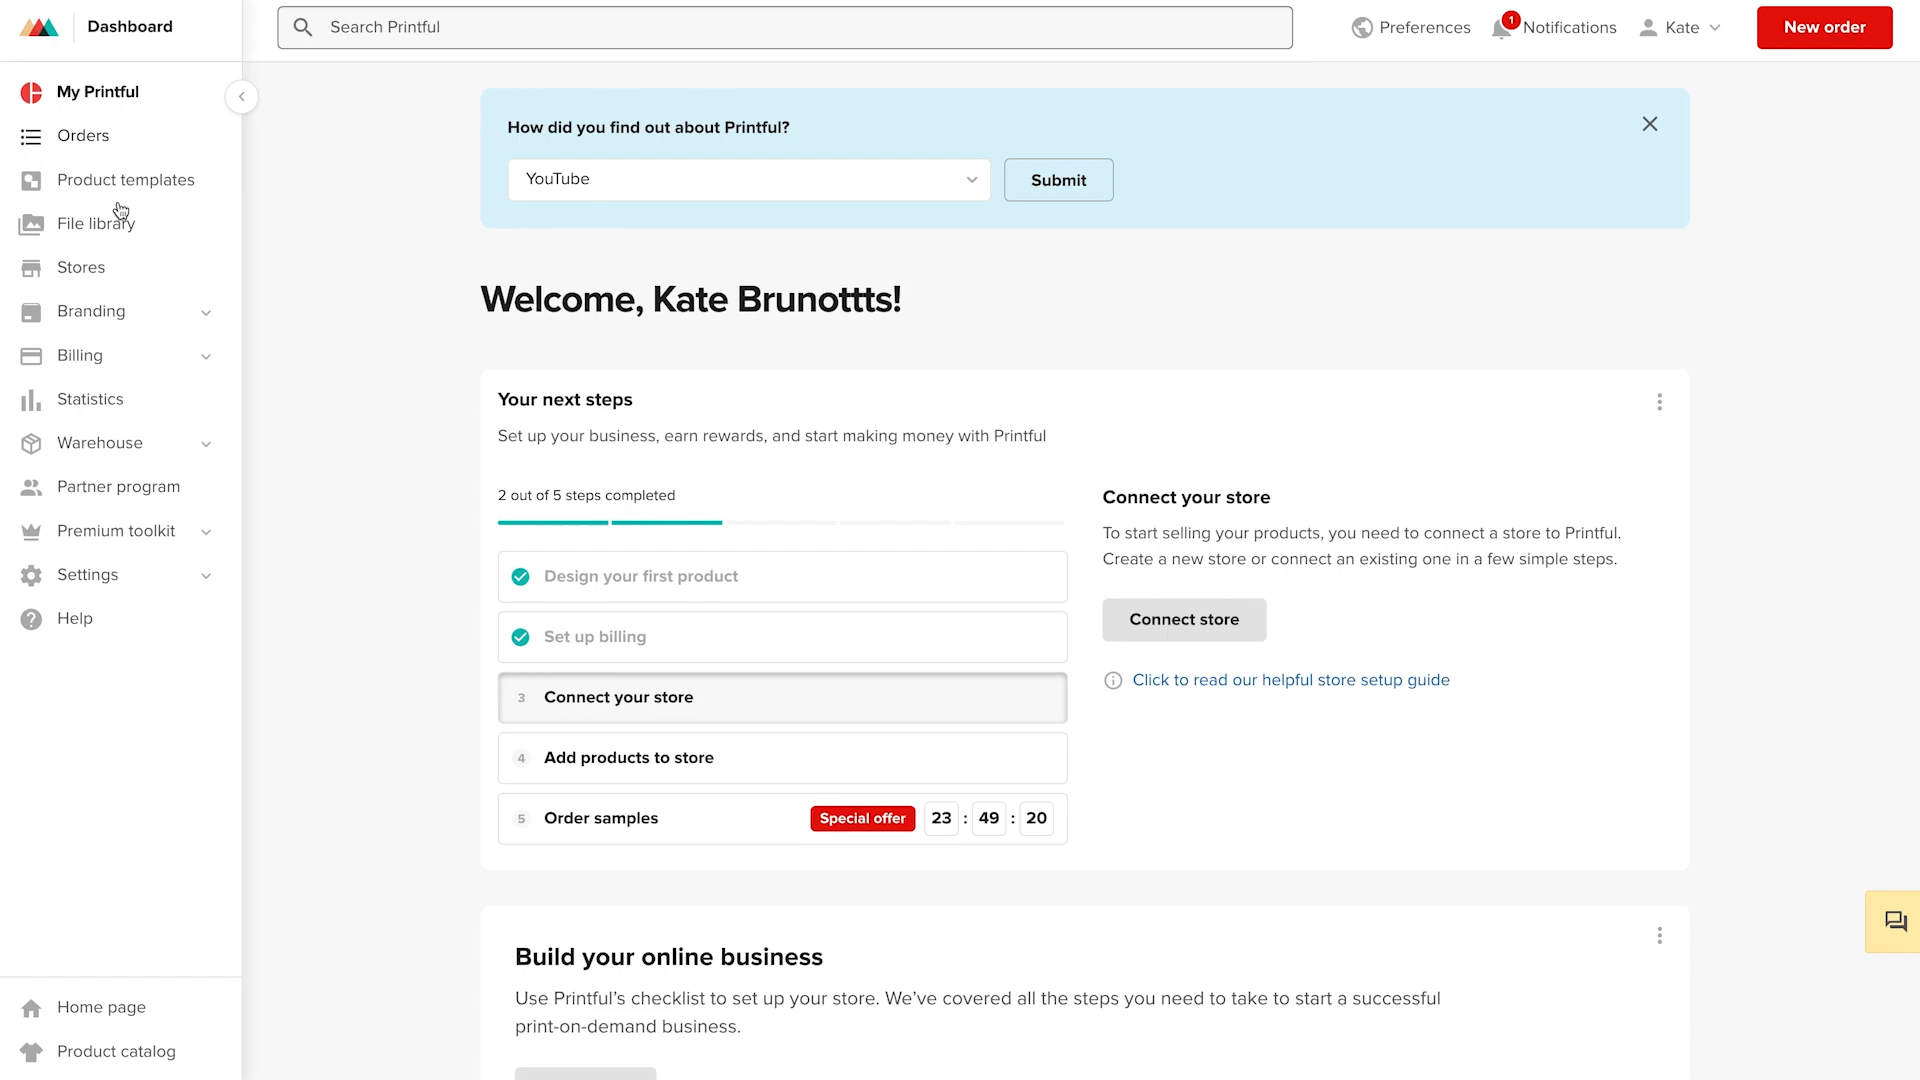 Dashboard
Search Printful
Preferences
1
Notifications
Kate
New order
My Printful
Orders
Product templates
File library
Stores
Branding
Billing
Statistics
Warehouse
Partner program
Premium toolkit
Settings
Help
Home page
Product catalog
How did you find out about Printful?
YouTube
Submit
Welcome, Kate Brunottts!
Your next steps
Set up your business, earn rewards, and start making money with Printful
2 out of 5 steps completed
Design your first product
Set up billing
3 Connect your store
4 Add products to store
5 Order samples Special offer 23 : 49 : 20
Connect your store
To start selling your products, you need to connect a store to Printful.
Create a new store or connect an existing one in a few simple steps.
Connect store
Click to read our helpful store setup guide
Build your online business
Use Printful’s checklist to set up your store. We’ve covered all the steps you need to take to start a successful
print-on-demand business.